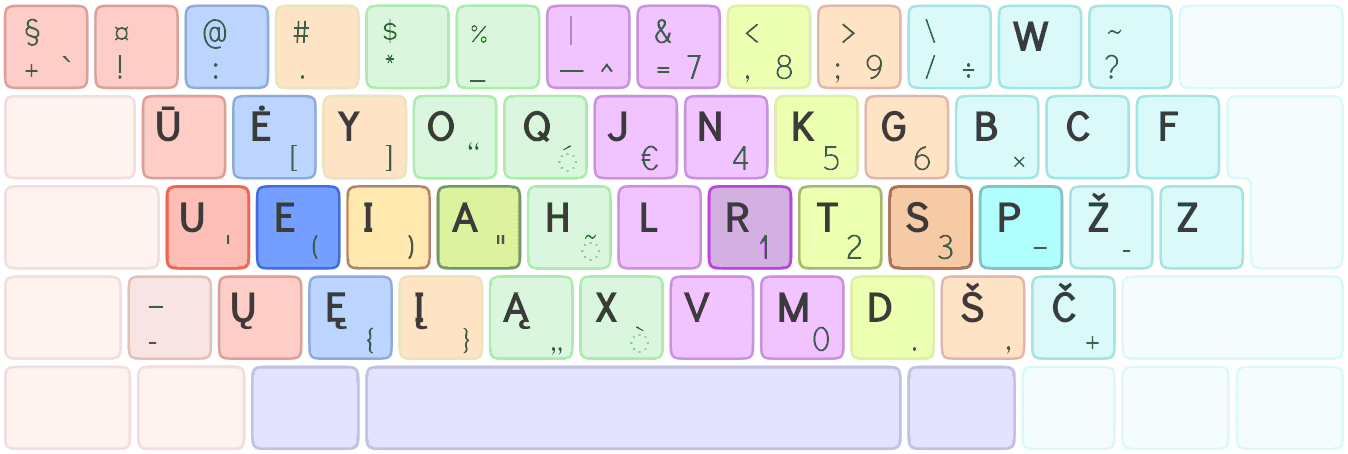 § ¤ @ # $ % | & < > \ W ~
+ ` ! : . * _ — ^ = 7 , 8 ; 9 / ÷ ?
Ū Ė Y O Q J N K G B C F
[ ] “ ́ € 4 5 6 ×
U E I A H L R T S P Ž Z
' ( ) " ̃ 1 2 3 – -
– Ų Ę Į Ą X V M D Š Č
- { } „ ̀ 0 . , +